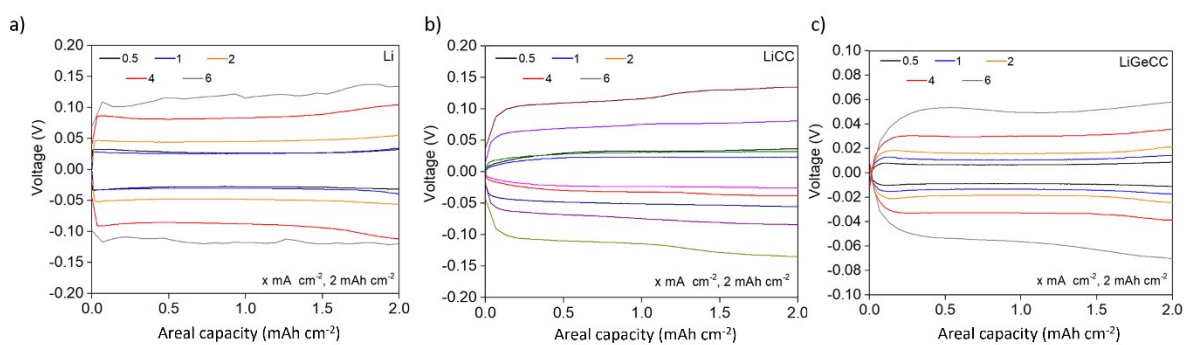 a)
0.20
0.15
0.10
0.05
0.00
-0.05
-0.10
-0.15
-0.20
Voltage (V)
0.5 1 2
4 6
Li
x mA cm-2, 2 mAh cm-2
0.0 0.5 1.0 1.5 2.0
Areal capacity (mAh cm-2)
b)
0.20
0.15
0.10
0.05
0.00
-0.05
-0.10
-0.15
-0.20
Voltage (V)
0.5 1 2
4 6
LiCC
x mA cm-2, 2 mAh cm-2
0.0 0.5 1.0 1.5 2.0
Areal capacity (mAh cm-2)
c)
0.10
0.08
0.06
0.04
0.02
0.00
-0.02
-0.04
-0.06
-0.08
-0.10
Voltage (V)
0.5 1 2
4 6
LiGeCC
x mA cm-2, 2 mAh cm-2
0.0 0.5 1.0 1.5 2.0
Areal capacity (mAh cm-2)